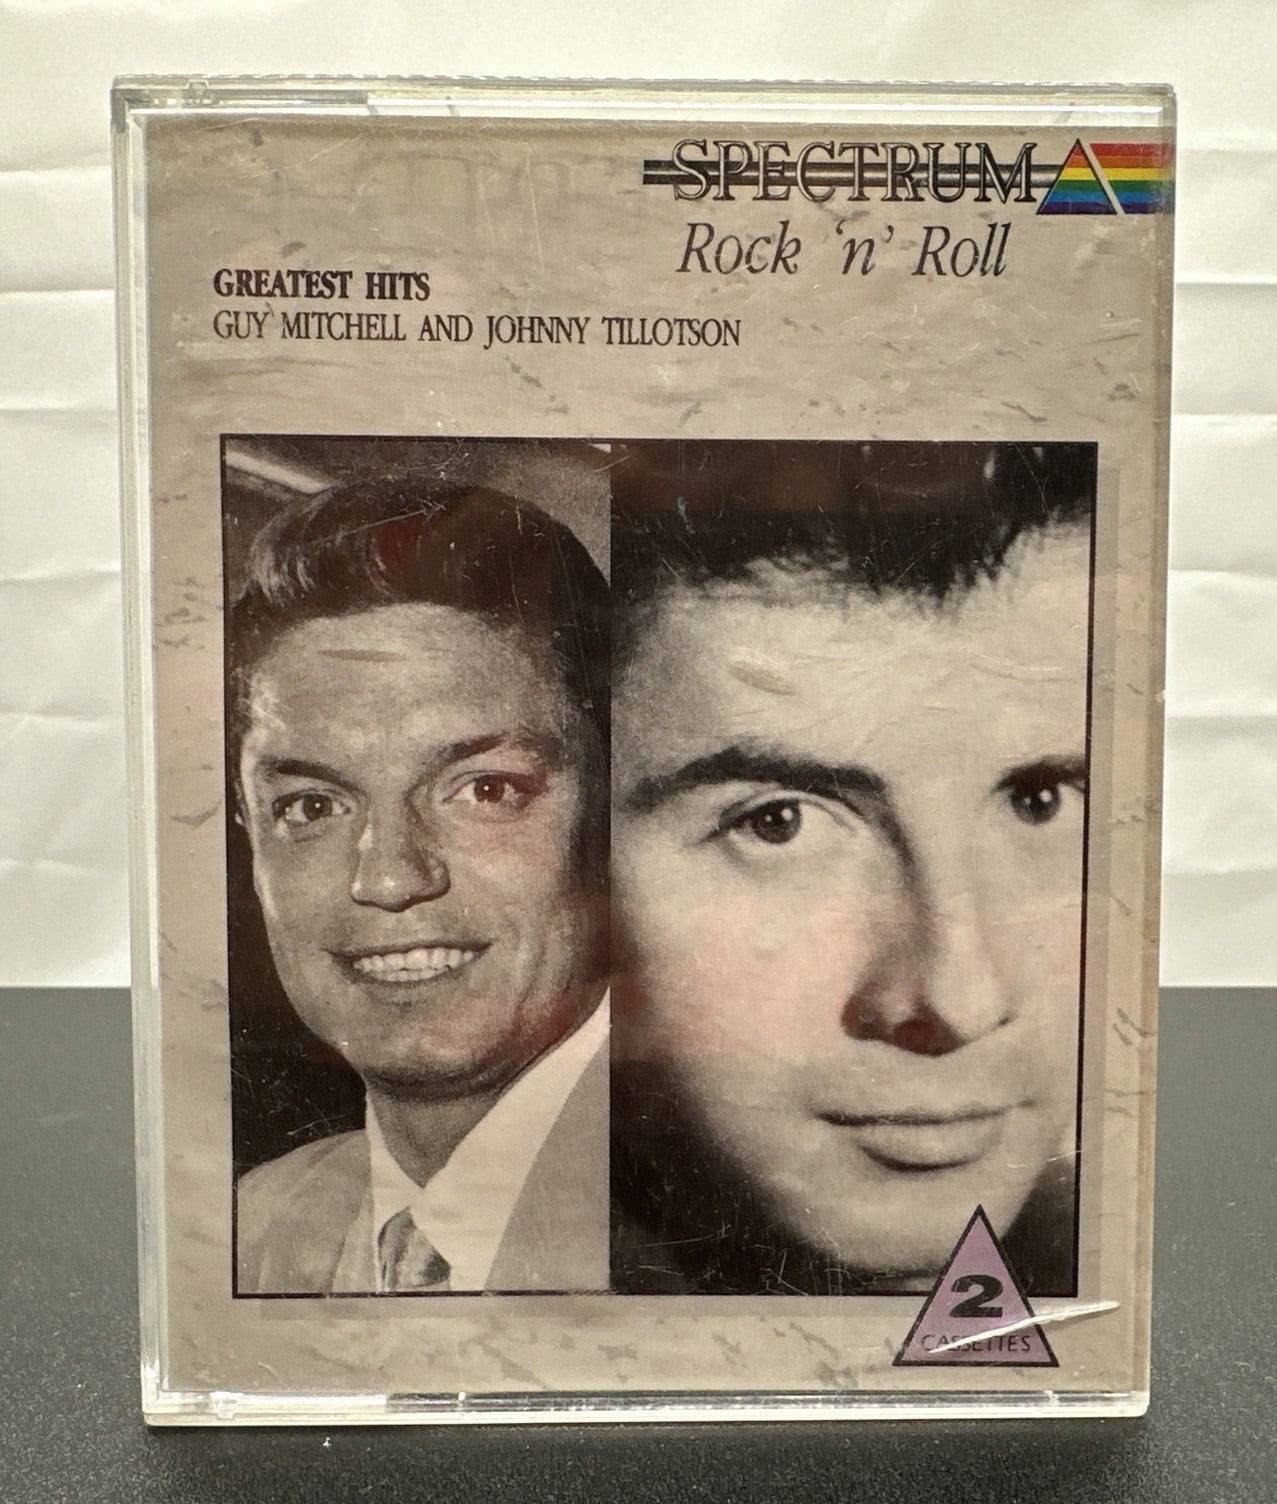 SPECTRUM
Rock 'n' Roll
GREATEST HITS
GUY MITCHELL AND JOHNNY TILLOTSON
2
CASSETTES